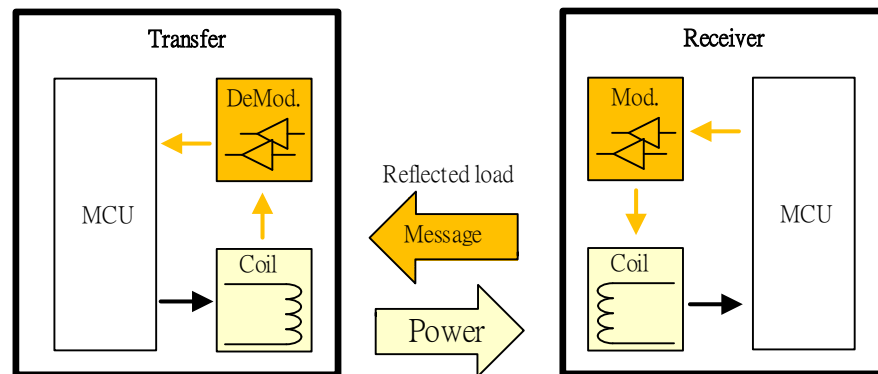 Transfer
MCU
DeMod.
Coil
Reflected load
Message
Power
Receiver
Mod.
Coil
MCU